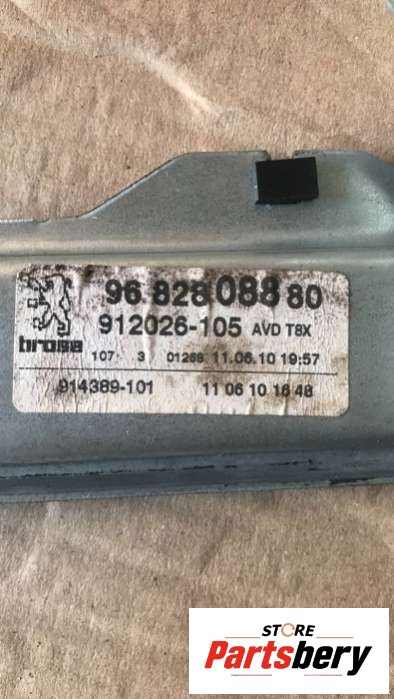 96 828 088 80
912026-105 AVD T8X
brose
107 3 01268 11.06.10 19:57
914389-101 11 06 10 16 48
STORE
Partsbery